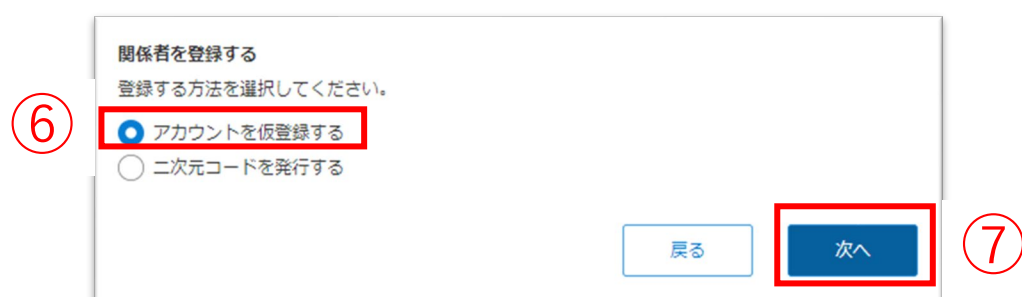 関係者を登録する
登録する方法を選択してください。
⑥
アカウントを仮登録する
二次元コードを発行する
戻る
次へ
⑦